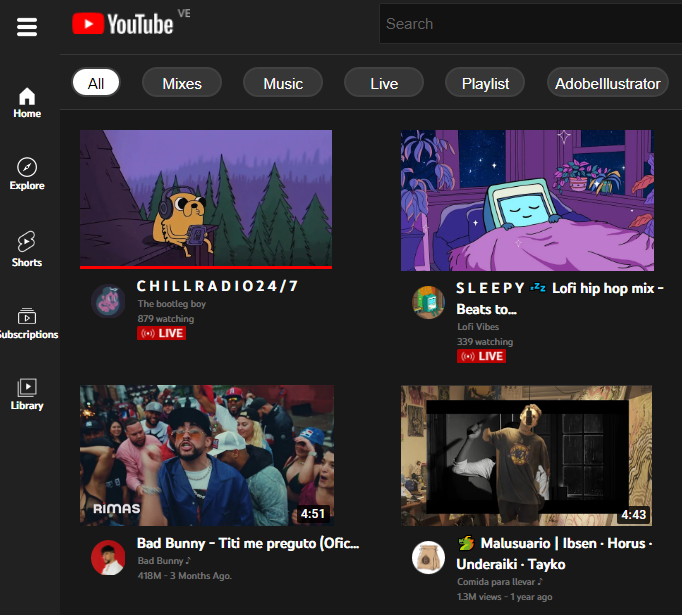 YouTube VE
Search
All
Mixes
Music
Live
Playlist
AdobeIllustrator
Home
Explore
Shorts
Subscriptions
Library
C H I L L R A D I O 2 4 / 7
The bootleg boy
879 watching
LIVE
S L E E P Y 💤 Lofi hip hop mix -
Beats to...
Lofi Vibes
339 watching
LIVE
RIMAS
4:51
Bad Bunny - Titi me preguto (Ofic...
Bad Bunny ♪
418M - 3 Months Ago.
4:43
🐲 Malusuario | Ibsen · Horus ·
Underaiki · Tayko
Comida para llevar ♪
1.3M views - 1 year ago